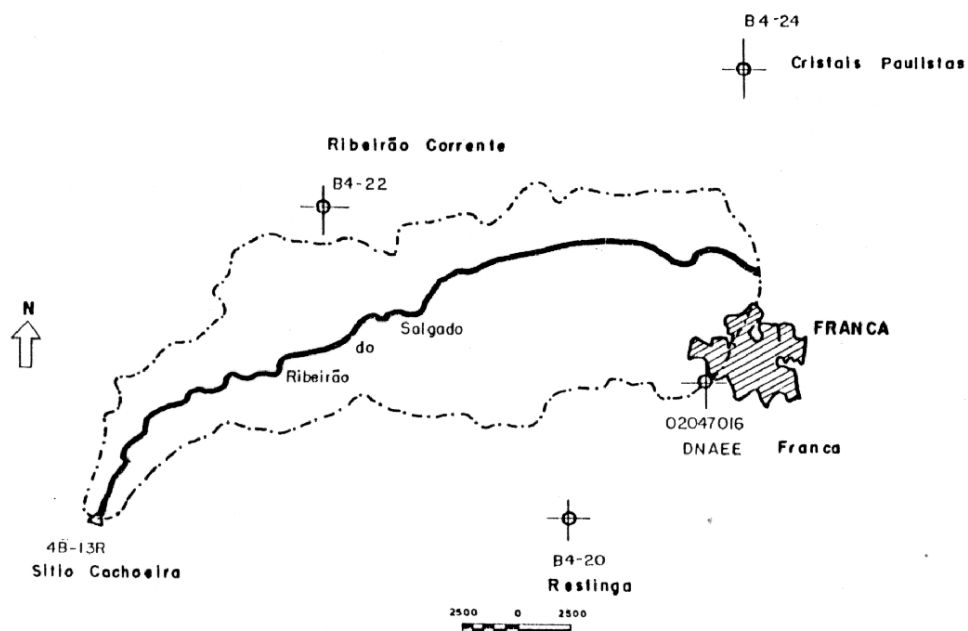 B4-24
Cristais Paulistas
Ribeirão Corrente
B4-22
N
Salgado
do
Ribeirão
FRANCA
02047016
DNAEE Franca
4B-13R
Sítio Cachoeira
B4-20
Restinga
2500 0 2500